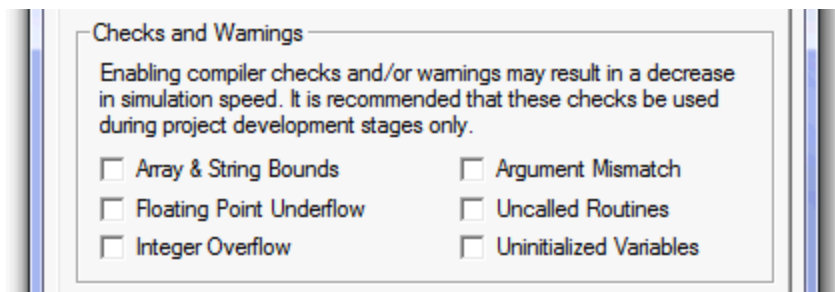 Checks and Warnings
Enabling compiler checks and/or warnings may result in a decrease
in simulation speed. It is recommended that these checks be used
during project development stages only.
Array & String Bounds
Argument Mismatch
Floating Point Underflow
Uncalled Routines
Integer Overflow
Uninitialized Variables